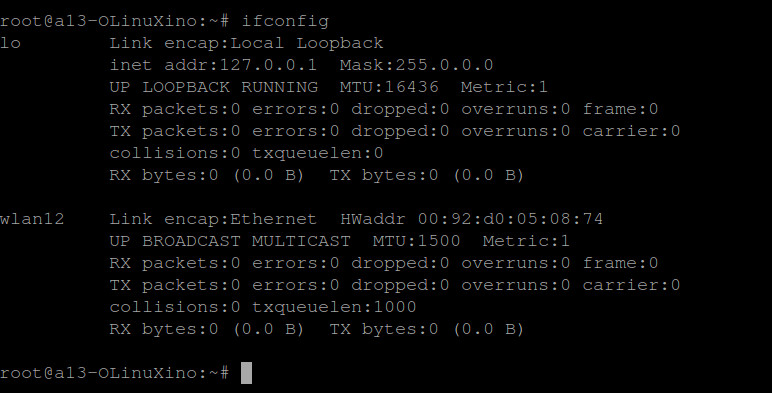 root@a13-OLinuXino:~# ifconfig
lo        Link encap:Local Loopback
          inet addr:127.0.0.1  Mask:255.0.0.0
          UP LOOPBACK RUNNING  MTU:16436  Metric:1
          RX packets:0 errors:0 dropped:0 overruns:0 frame:0
          TX packets:0 errors:0 dropped:0 overruns:0 carrier:0
          collisions:0 txqueuelen:0
          RX bytes:0 (0.0 B)  TX bytes:0 (0.0 B)

wlan12    Link encap:Ethernet  HWaddr 00:92:d0:05:08:74
          UP BROADCAST MULTICAST  MTU:1500  Metric:1
          RX packets:0 errors:0 dropped:0 overruns:0 frame:0
          TX packets:0 errors:0 dropped:0 overruns:0 carrier:0
          collisions:0 txqueuelen:1000
          RX bytes:0 (0.0 B)  TX bytes:0 (0.0 B)

root@a13-OLinuXino:~#